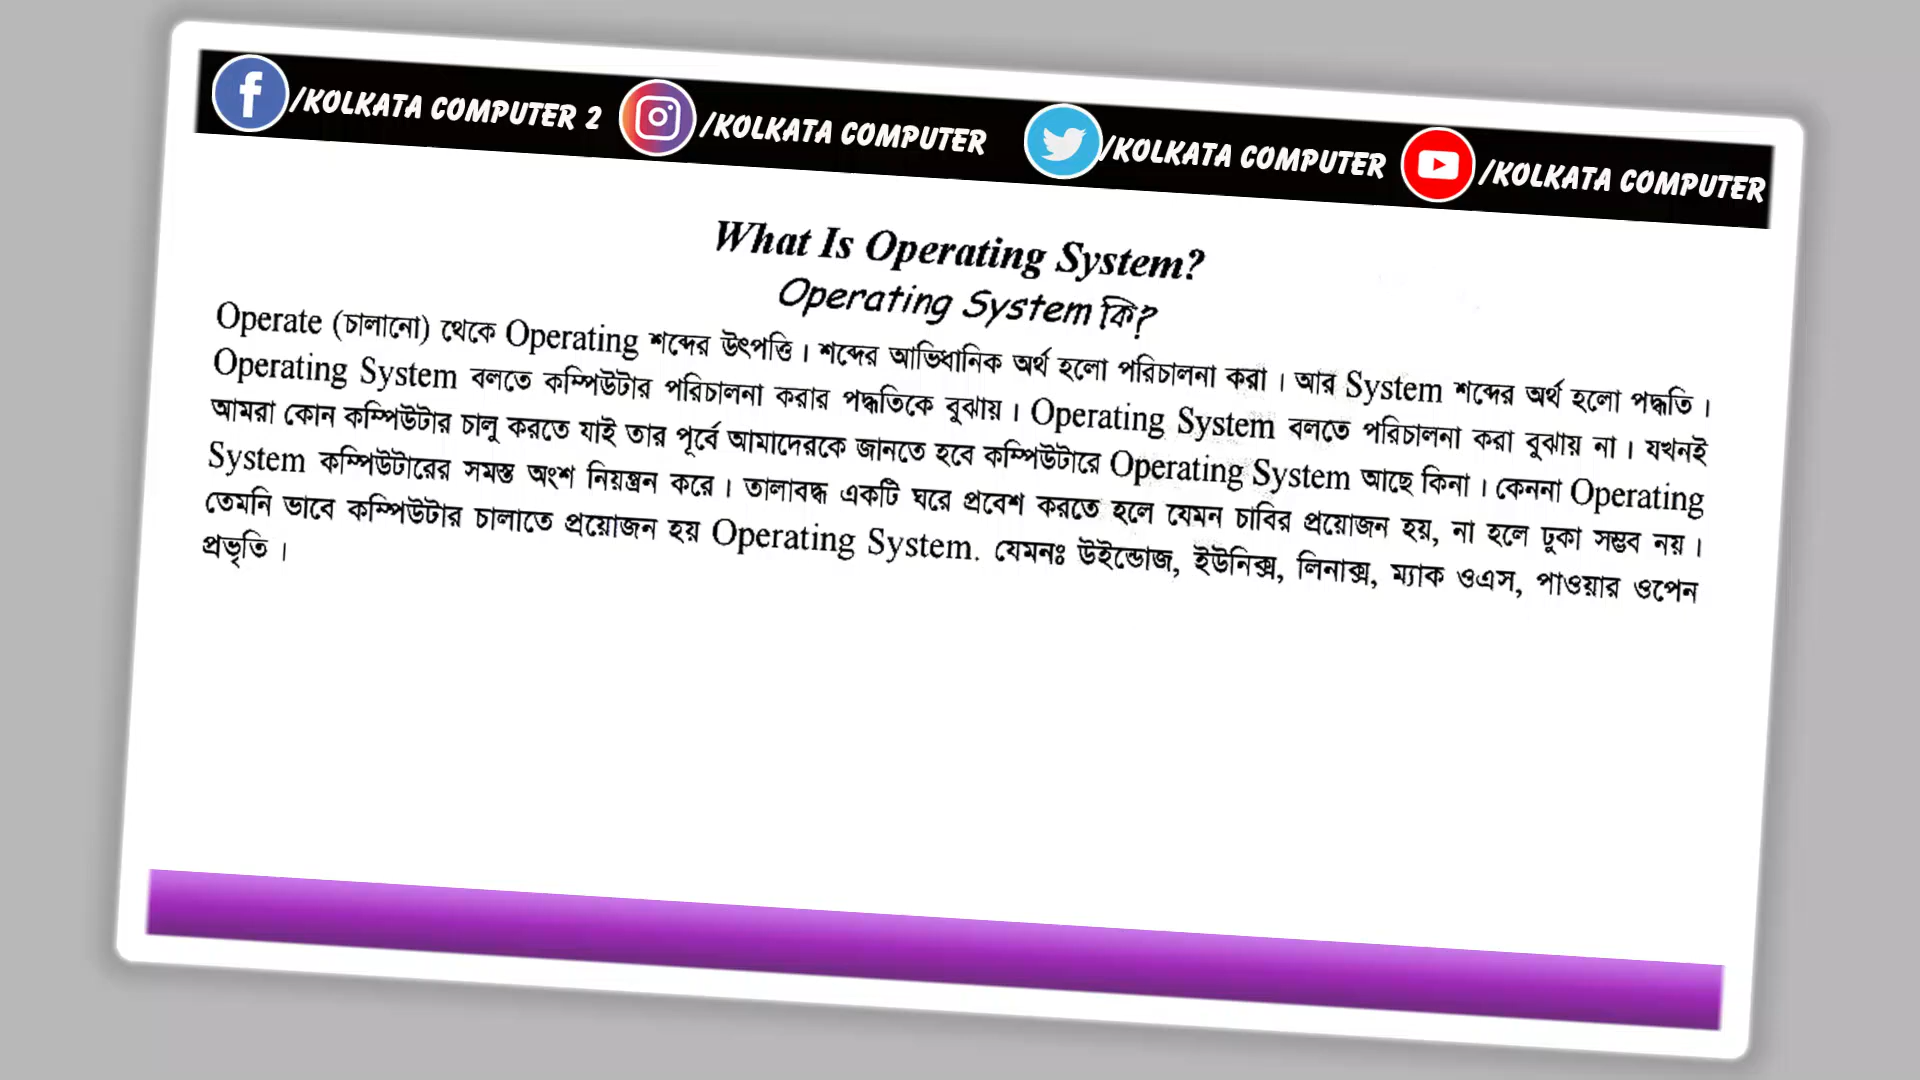 /KOLKATA COMPUTER 2 /KOLKATA COMPUTER /KOLKATA COMPUTER /KOLKATA COMPUTER
What Is Operating System?
Operating System কি?
Operate (চালানো) থেকে Operating শব্দের উৎপত্তি। শব্দের আভিধানিক অর্থ হলো পরিচালনা করা। আর System শব্দের অর্থ হলো পদ্ধতি।
Operating System বলতে কম্পিউটার পরিচালনা করার পদ্ধতিকে বুঝায়। Operating System বলতে পরিচালনা করা বুঝায় না। যখনই
আমরা কোন কম্পিউটার চালু করতে যাই তার পূর্বে আমাদেরকে জানতে হবে কম্পিউটারে Operating System আছে কিনা। কেননা Operating
System কম্পিউটারের সমস্ত অংশ নিয়ন্ত্রন করে। তালাবদ্ধ একটি ঘরে প্রবেশ করতে হলে যেমন চাবির প্রয়োজন হয়, না হলে ঢূকা সম্ভব নয়।
তেমনি ভাবে কম্পিউটার চালাতে প্রয়োজন হয় Operating System. যেমনঃ উইন্ডোজ, ইউনিক্স, লিনাক্স, ম্যাক ওএস, পাওয়ার ওপেন
প্রভৃতি।